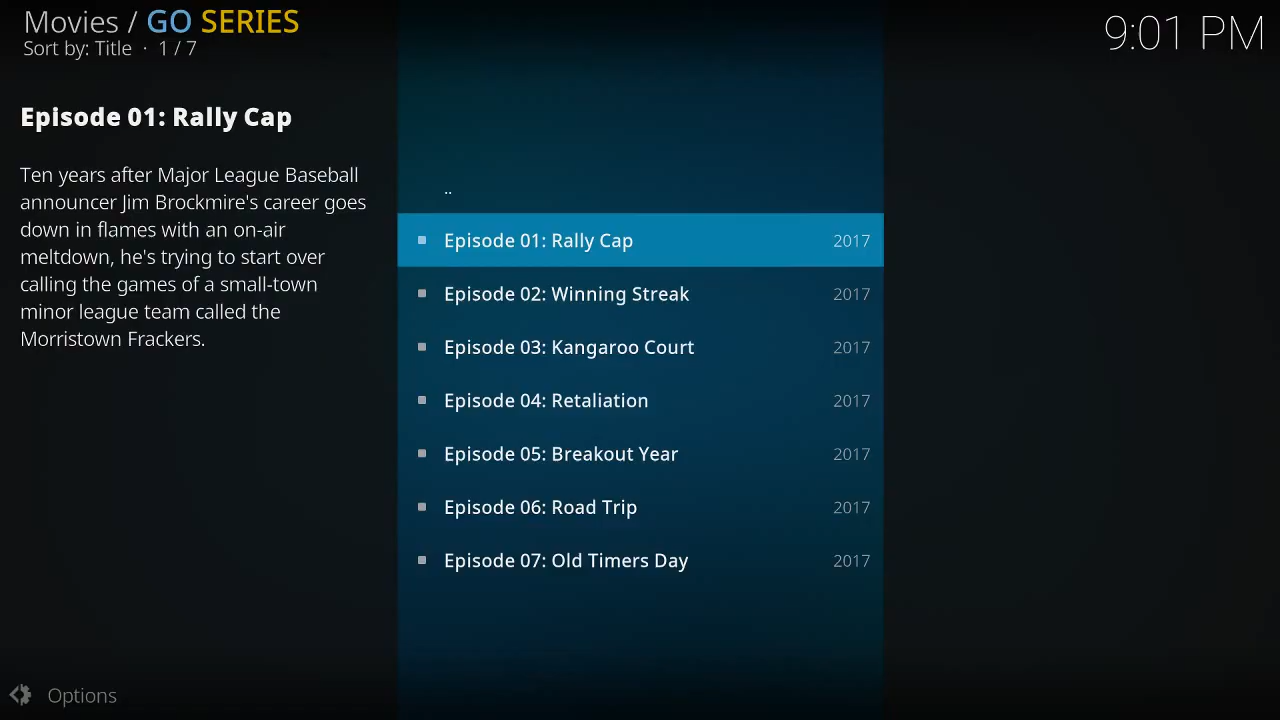 Movies / GO SERIES
Sort by: Title · 1 / 7
9:01 PM
Episode 01: Rally Cap
Ten years after Major League Baseball
announcer Jim Brockmire's career goes
down in flames with an on-air
meltdown, he's trying to start over
calling the games of a small-town
minor league team called the
Morristown Frackers.
..
Episode 01: Rally Cap 2017
Episode 02: Winning Streak 2017
Episode 03: Kangaroo Court 2017
Episode 04: Retaliation 2017
Episode 05: Breakout Year 2017
Episode 06: Road Trip 2017
Episode 07: Old Timers Day 2017
Options